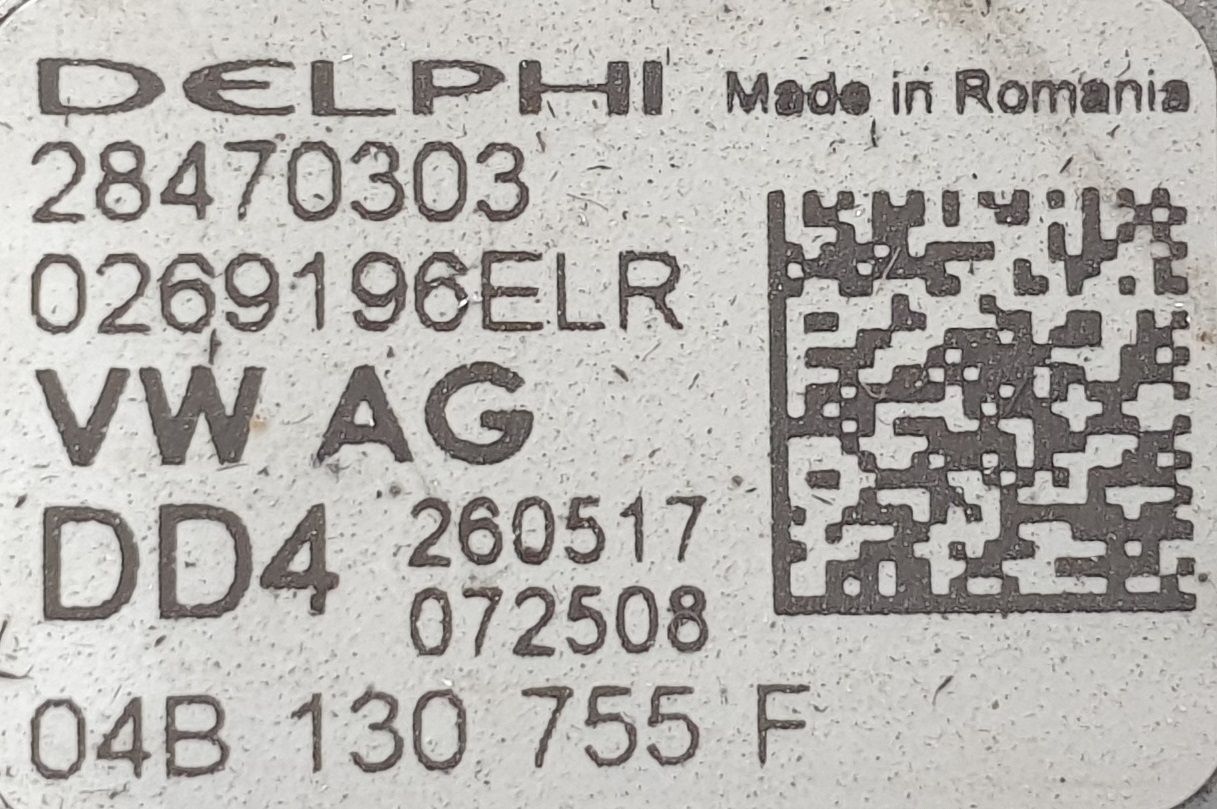 DELPHI Made in Romania
28470303
0269196ELR
VW AG
DD4 260517
072508
04B 130 755 F